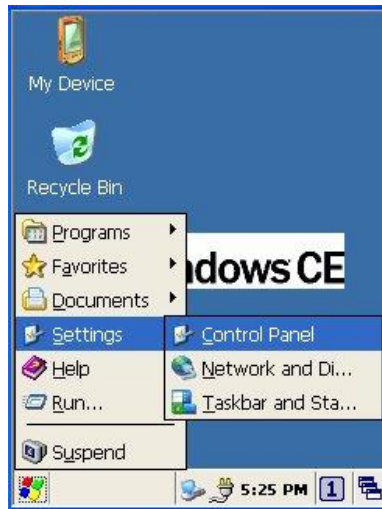 My Device
Recycle Bin
Programs
Favorites
ndows CE
Documents
Settings
Control Panel
Help
Network and Di...
Run...
Taskbar and Sta...
Suspend
5:25 PM
1